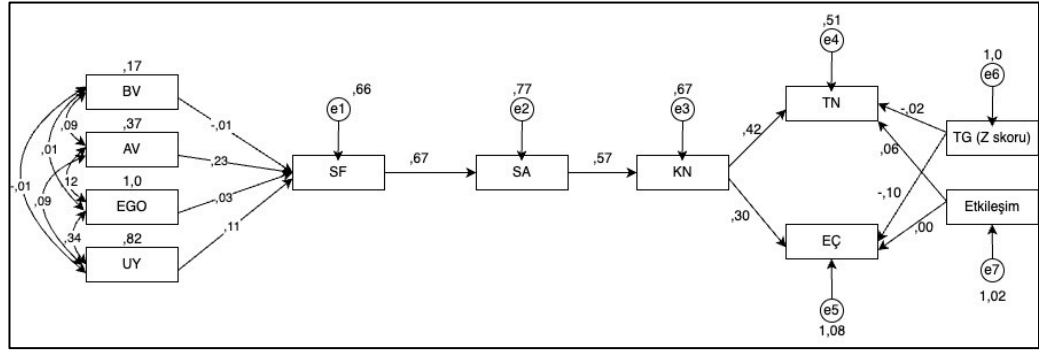 ,17
BV
,37
AV
1,0
EGO
,82
UY
,09
,01
-,01
12
,09
,34
-,01
,23
-,03
,11
,66
e1
SF
,67
,77
e2
SA
,57
,67
e3
KN
,42
,30
,51
e4
TN
EÇ
e5
1,08
-,02
,06
-,10
,00
1,0
e6
TG (Z skoru)
Etkileşim
e7
1,02